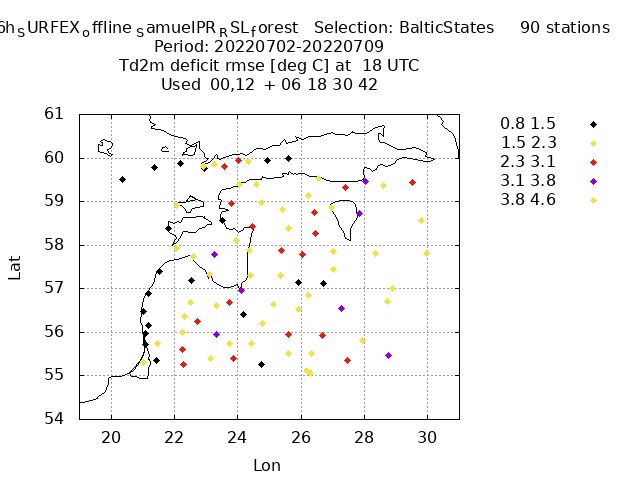 6h_SURFEX_offline_SamuelPR_RSL_forest Selection: BalticStates 90 stations
Period: 20220702-20220709
Td2m deficit rmse [deg C] at 18 UTC
Used 00,12 + 06 18 30 42
0.8 1.5
1.5 2.3
2.3 3.1
3.1 3.8
3.8 4.6
61
60
59
58
57
56
55
54
Lat
20 22 24 26 28 30
Lon